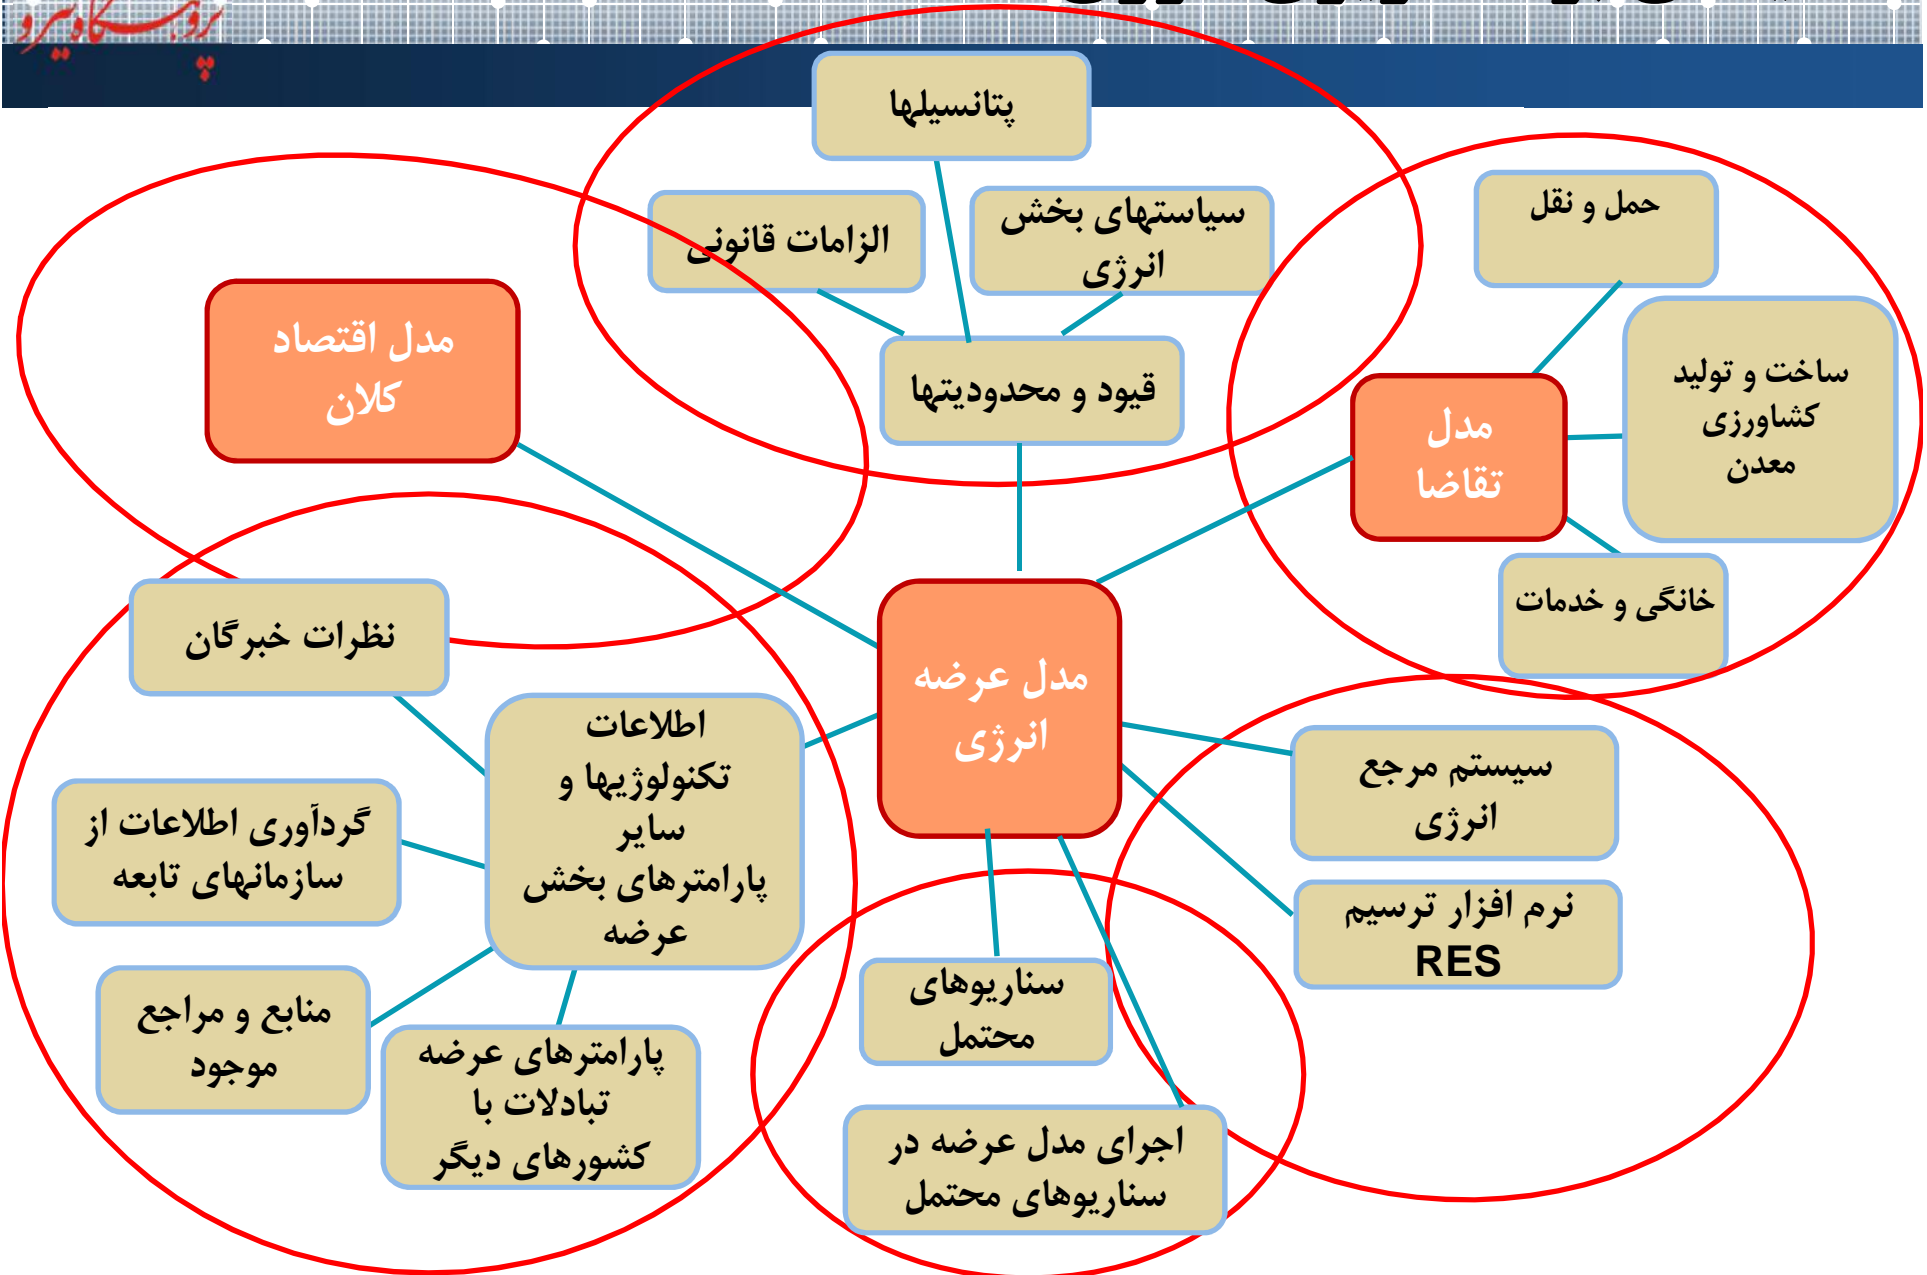 پژوهشگاه نیرو
پتانسیلها
سیاستهای بخش
انرژی
الزامات قانونی
قیود و محدودیتها
حمل و نقل
ساخت و تولید
کشاورزی
معدن
مدل
تقاضا
خانگی و خدمات
مدل اقتصاد
کلان
مدل عرضه
انرژی
نظرات خبرگان
اطلاعات
تکنولوژیها و
سایر
پارامترهای بخش
عرضه
گردآوری اطلاعات از
سازمانهای تابعه
منابع و مراجع
موجود
پارامترهای عرضه
تبادلات با
کشورهای دیگر
سیستم مرجع
انرژی
نرم افزار ترسیم
RES
سناریوهای
محتمل
اجرای مدل عرضه در
سناریوهای محتمل